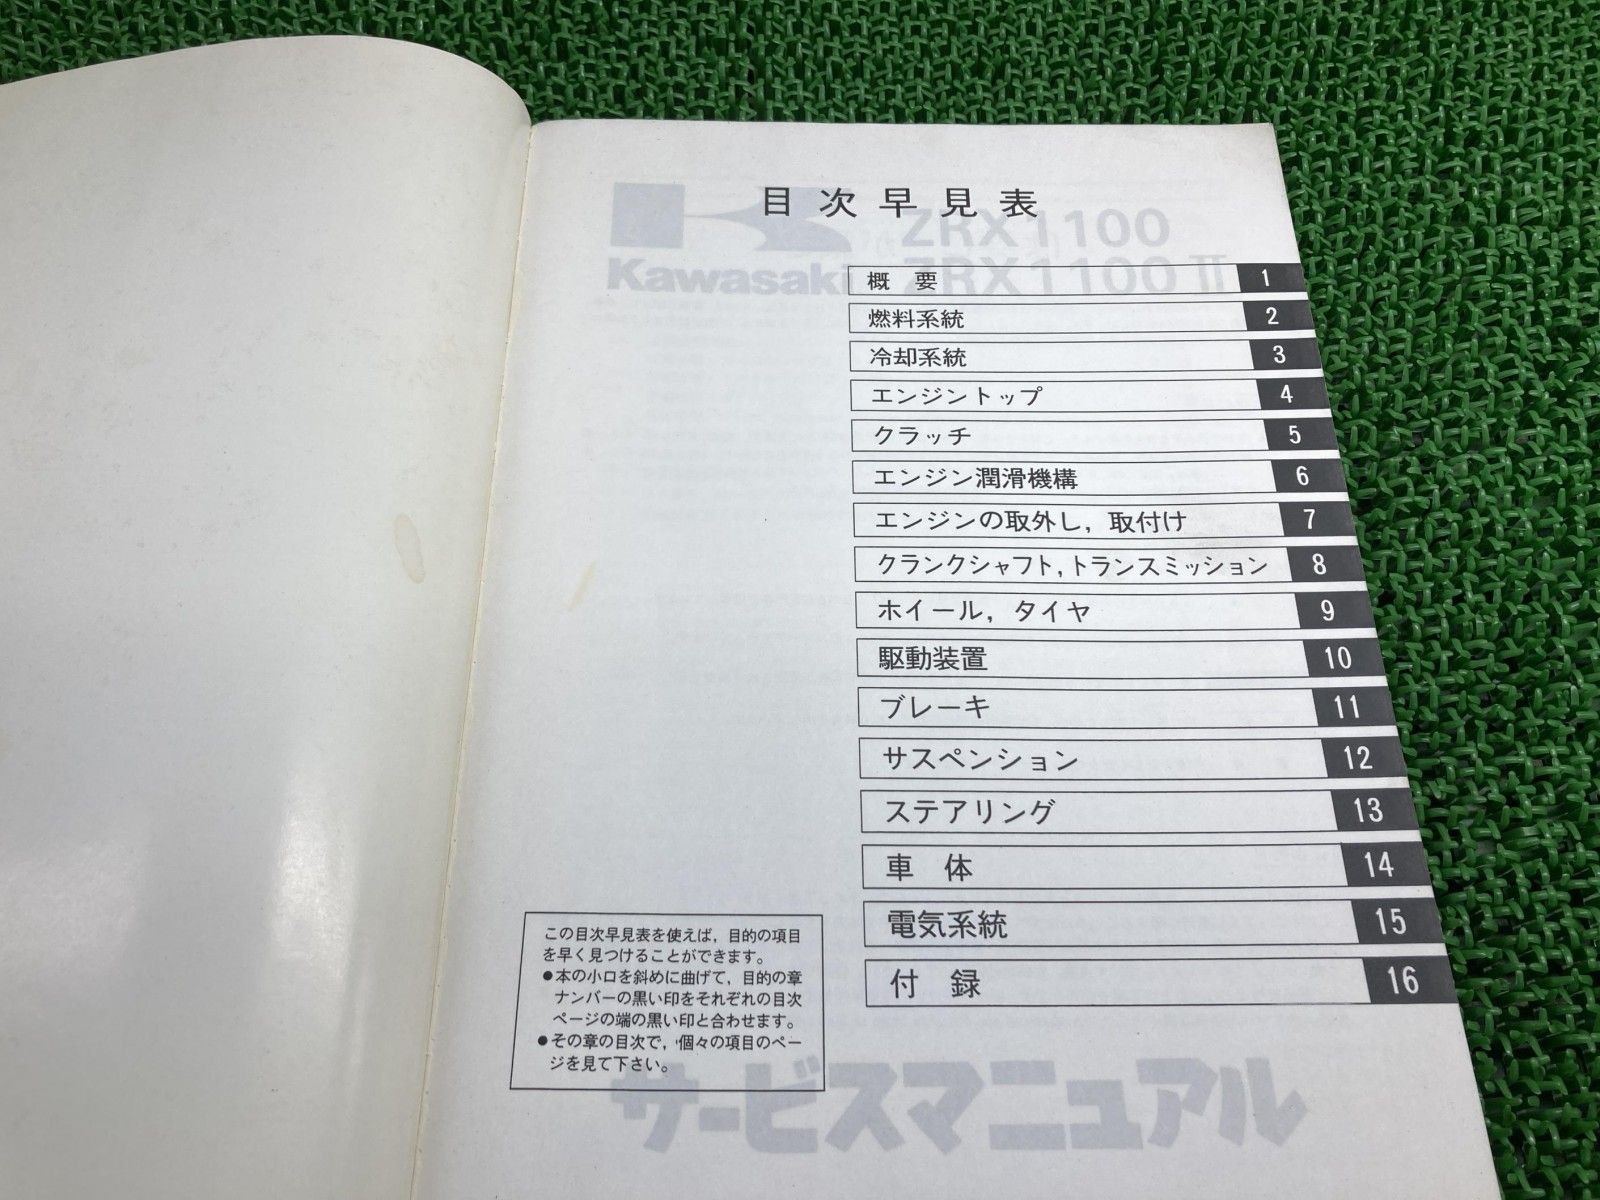 目次早見表
ZRX1100
Kawasaki ZRX1100 II
概 要 1
燃料系統 2
冷却系統 3
エンジントップ 4
クラッチ 5
エンジン潤滑機構 6
エンジンの取外し，取付け 7
クランクシャフト，トランスミッション 8
ホイール，タイヤ 9
駆動装置 10
ブレーキ 11
サスペンション 12
ステアリング 13
車 体 14
電気系統 15
付 録 16
この目次早見表を使えば，目的の項目
を早く見つけることができます。
●本の小口を斜めに曲げて，目的の章
ナンバーの黒い印をそれぞれの目次
ページの端の黒い印と合わせます。
●その章の目次で，個々の項目のペー
ジを見て下さい。
サービスマニュアル